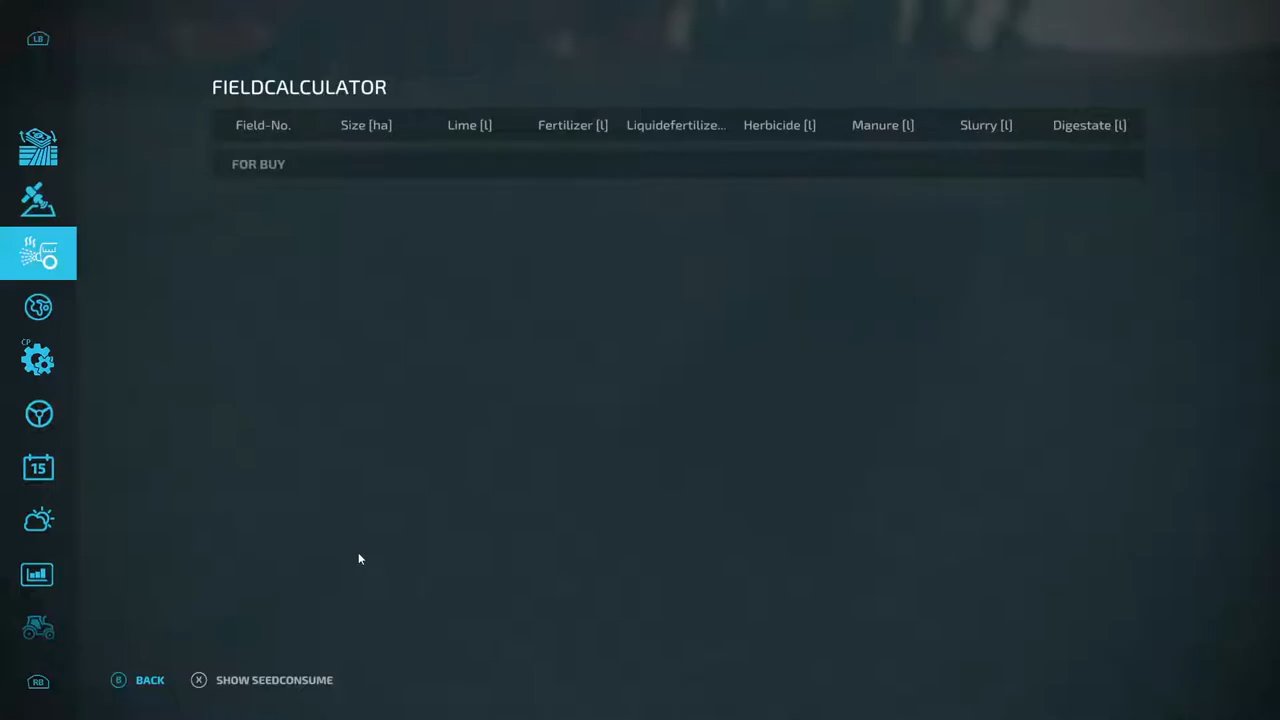 LB
FIELDCALCULATOR
Field-No. Size [ha] Lime [l] Fertilizer [l] Liquidefertilize... Herbicide [l] Manure [l] Slurry [l] Digestate [l]
FOR BUY
CP
15
RB
B BACK X SHOW SEEDCONSUME